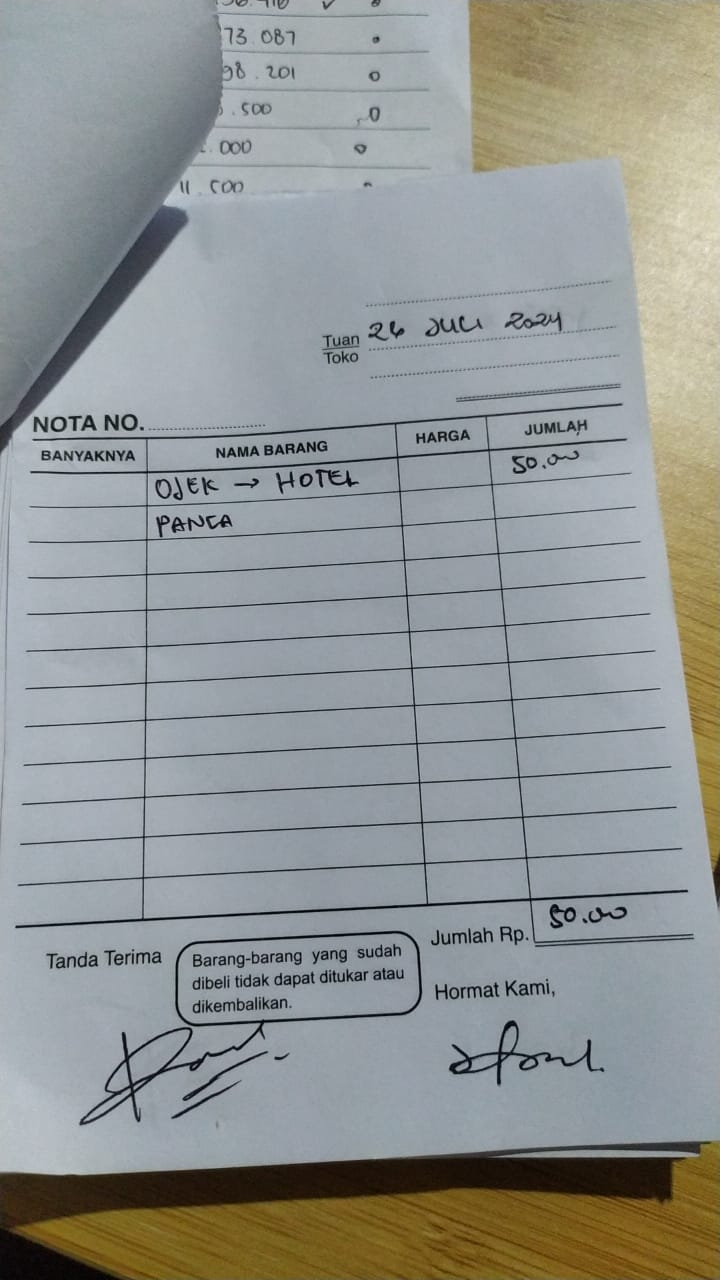 73.087
98.201
.500
.000
11.500
26 JULI 2024
Tuan
Toko
NOTA NO.
BANYAKNYA NAMA BARANG HARGA JUMLAH
OJEK → HOTEL 50.00
PANCA
Jumlah Rp. 50.00
Tanda Terima
Barang-barang yang sudah
dibeli tidak dapat ditukar atau
dikembalikan.
Hormat Kami,